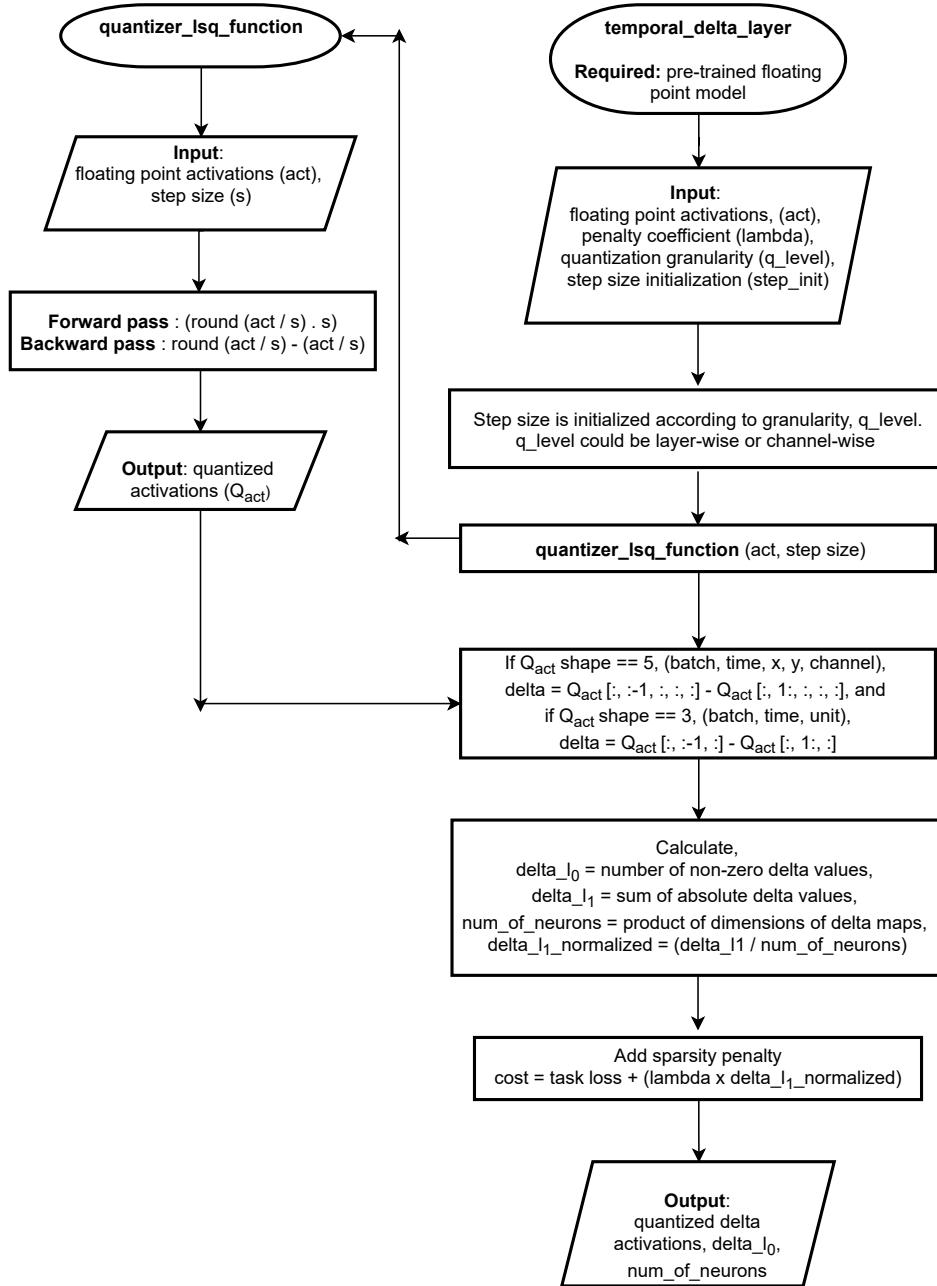 quantizer_lsq_function
Input:
floating point activations (act),
step size (s)
Forward pass : (round (act / s) . s)
Backward pass : round (act / s) - (act / s)
Output: quantized
activations (Qact)
temporal_delta_layer
Required: pre-trained floating
point model
Input:
floating point activations, (act),
penalty coefficient (lambda),
quantization granularity (q_level),
step size initialization (step_init)
Step size is initialized according to granularity, q_level.
q_level could be layer-wise or channel-wise
quantizer_lsq_function (act, step size)
If Qact shape == 5, (batch, time, x, y, channel),
delta = Qact [:, :-1, :, :, :] - Qact [:, 1:, :, :, :], and
if Qact shape == 3, (batch, time, unit),
delta = Qact [:, :-1, :] - Qact [:, 1:, :]
Calculate,
delta_l0 = number of non-zero delta values,
delta_l1 = sum of absolute delta values,
num_of_neurons = product of dimensions of delta maps,
delta_l1_normalized = (delta_l1 / num_of_neurons)
Add sparsity penalty
cost = task loss + (lambda x delta_l1_normalized)
Output:
quantized delta
activations, delta_l0,
num_of_neurons